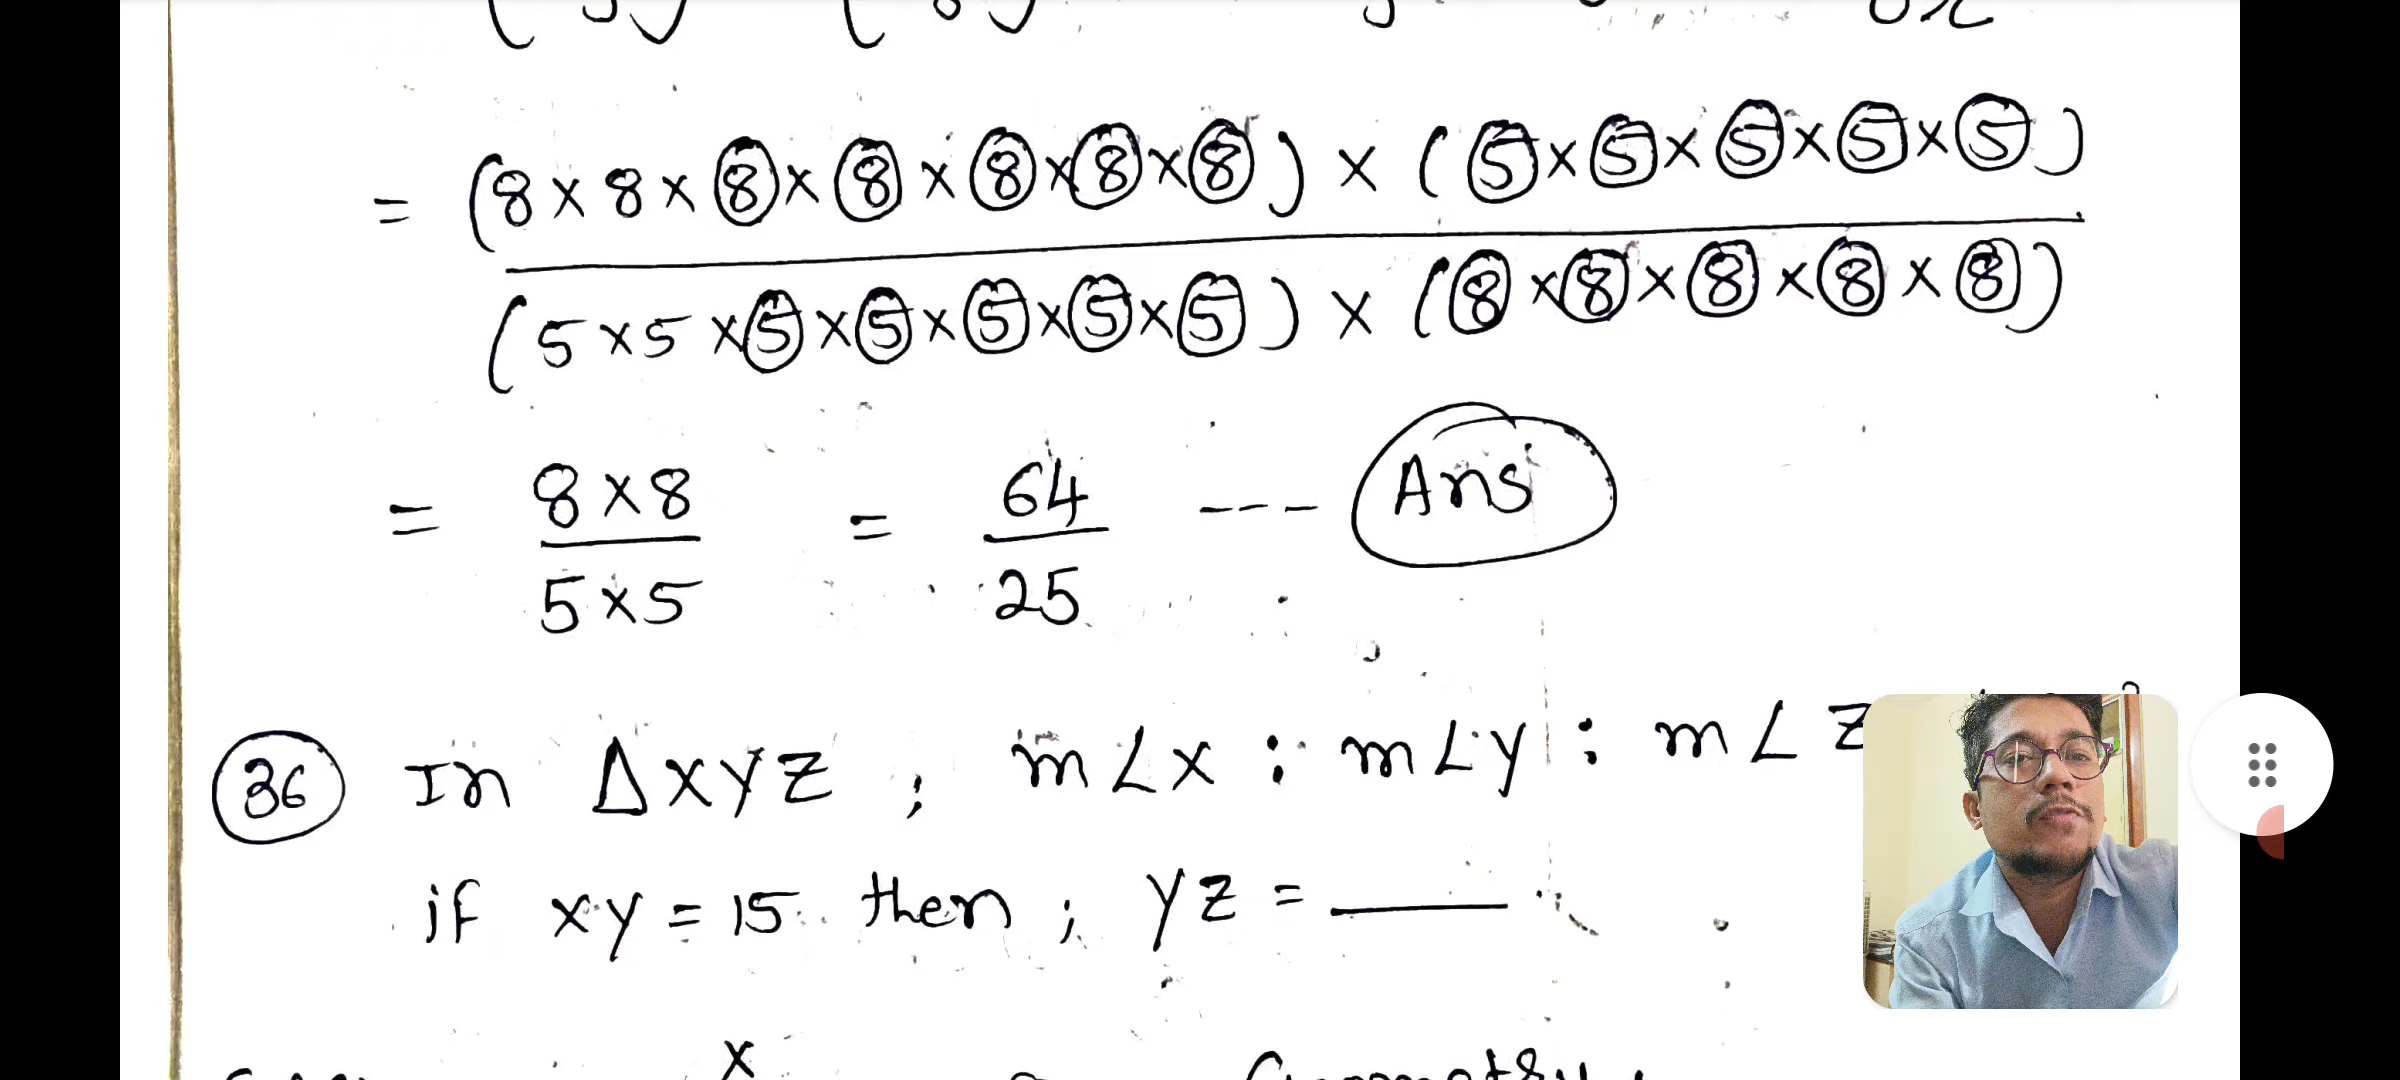 = (8 × 8 × 8 × 8 × 8 × 8 × 8) × (5 × 5 × 5 × 5 × 5)
(5 × 5 × 5 × 5 × 5 × 5 × 5) × (8 × 8 × 8 × 8 × 8)
= 8 × 8 / 5 × 5 = 64 / 25 --- Ans
36 In ΔXYZ ; m∠X : m∠Y : m∠Z
if XY = 15 then ; YZ = ____
X